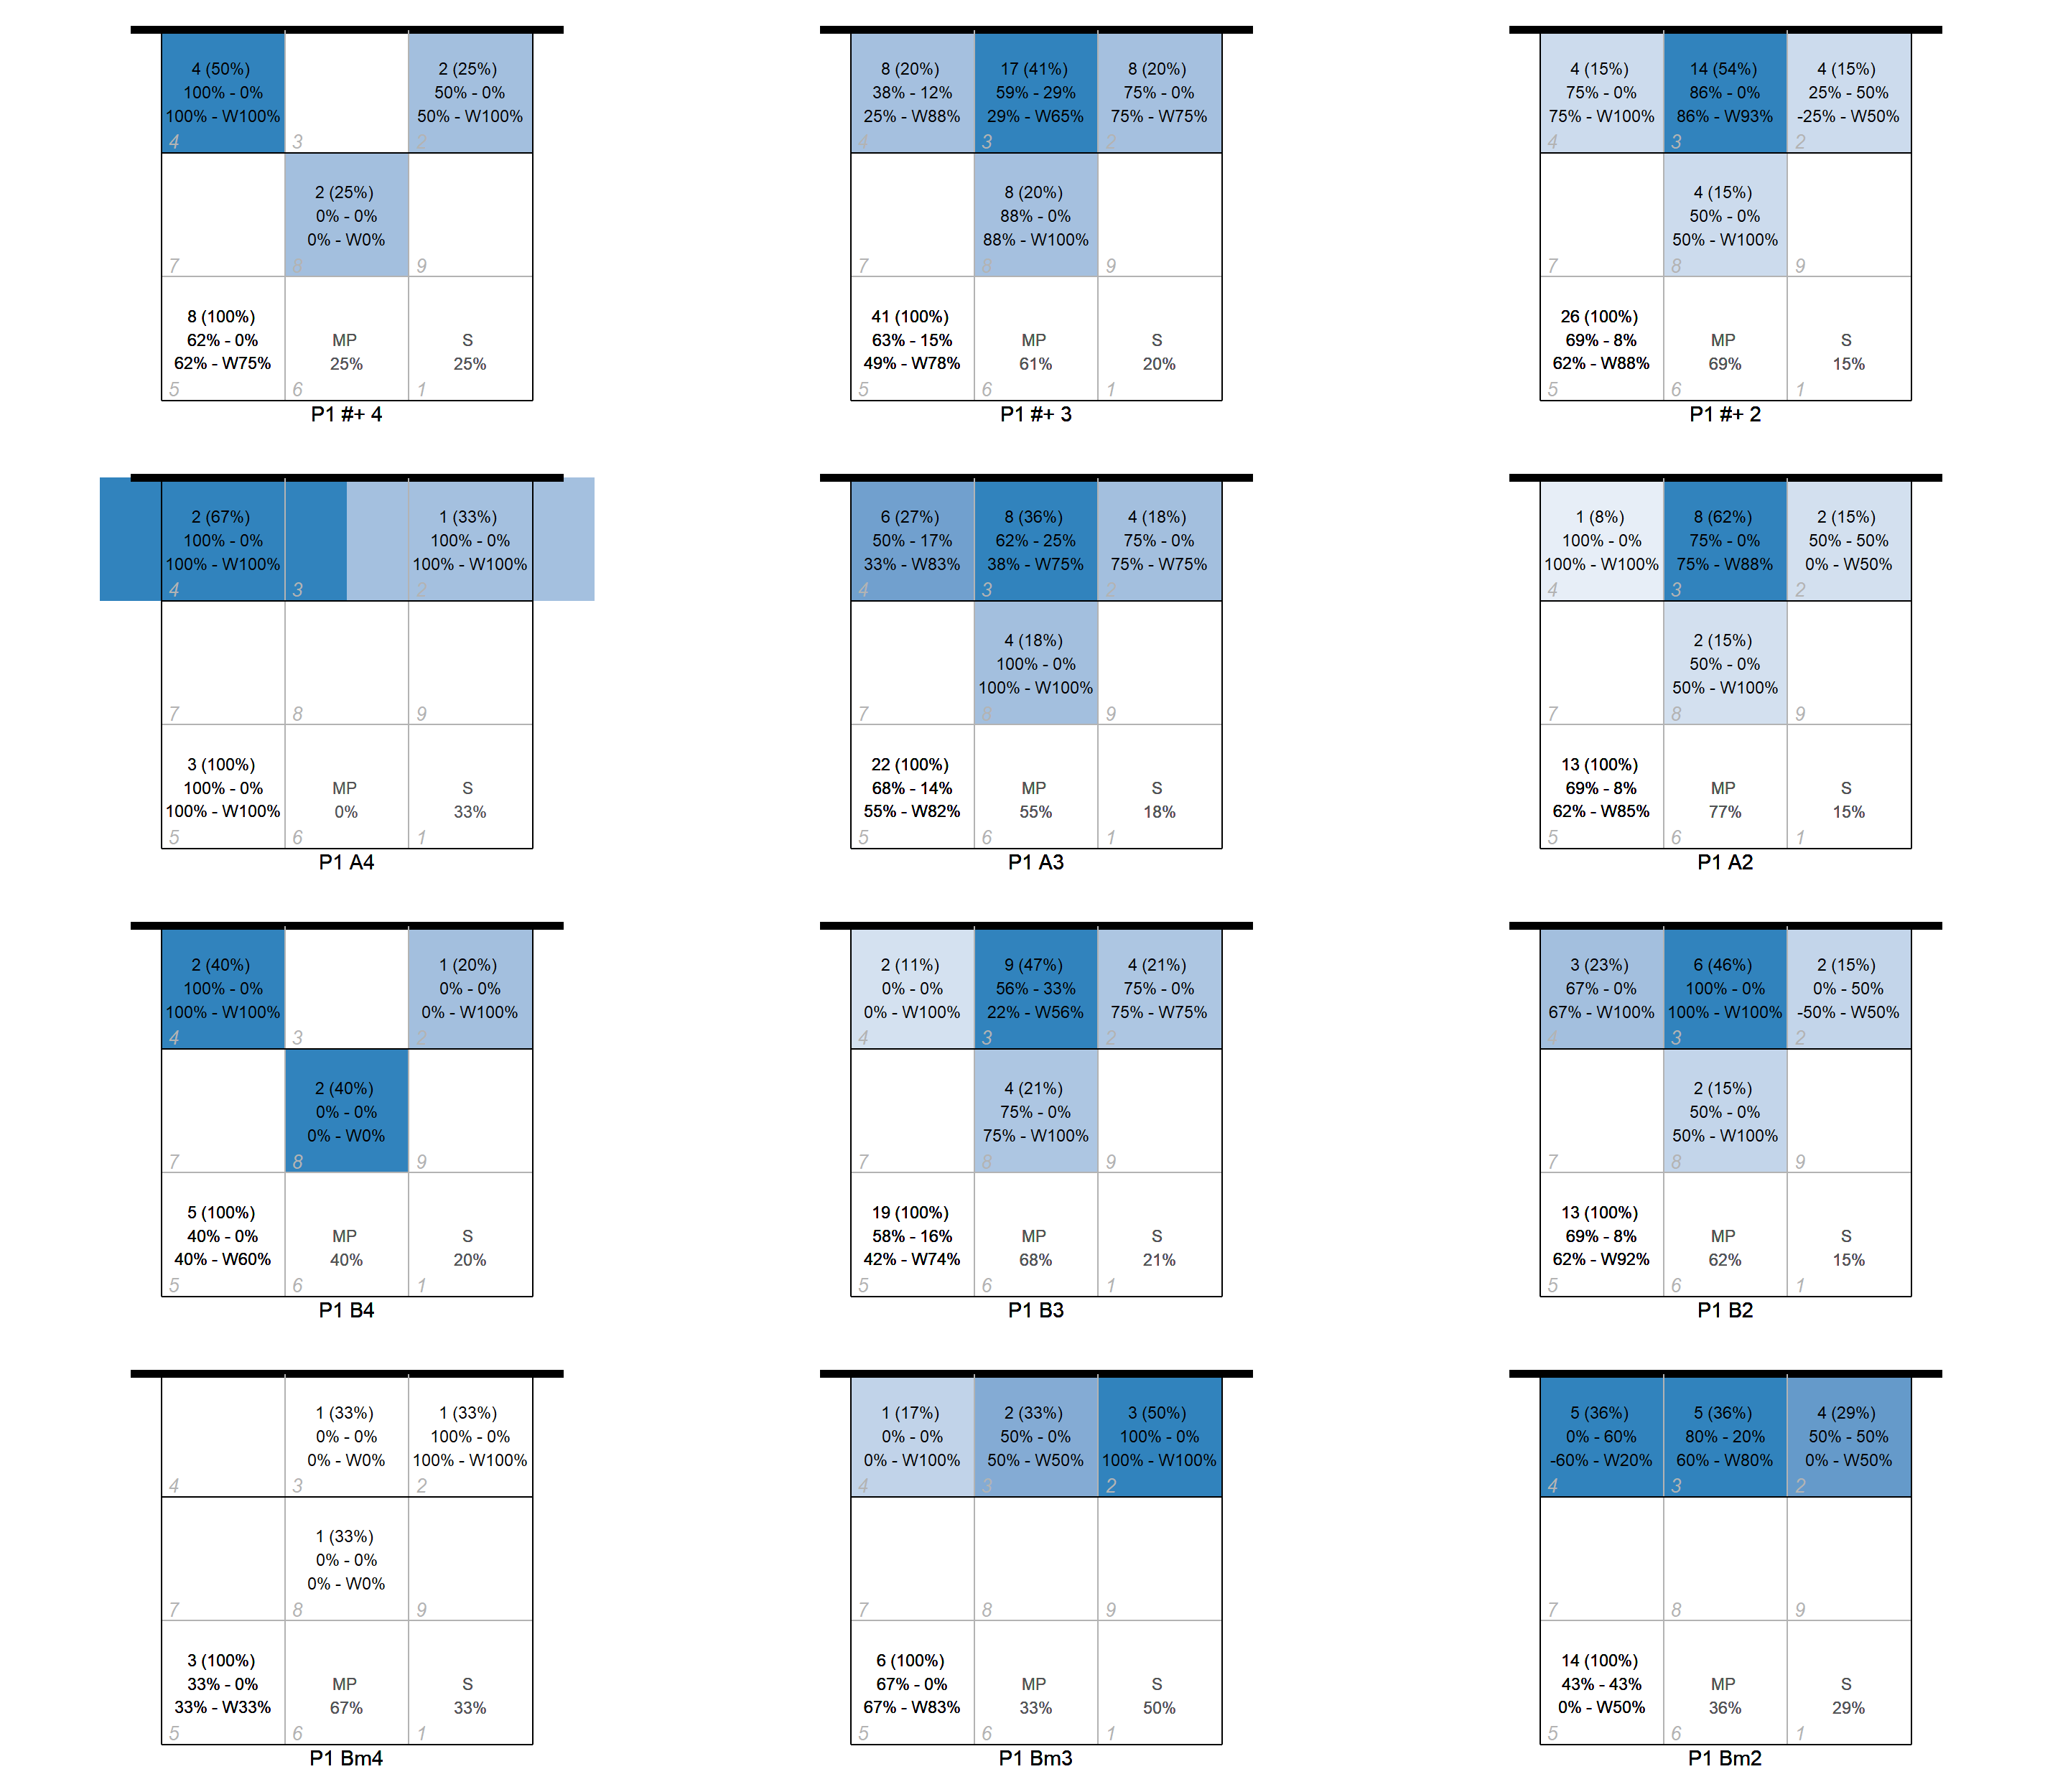 4 (50%)
100% - 0%
100% - W100%
4
3
2 (25%)
50% - 0%
50% - W100%
2
7
2 (25%)
0% - 0%
0% - W0%
8
9
8 (100%)
62% - 0%
62% - W75%
5
MP
25%
6
S
25%
1
P1 #+ 4
8 (20%)
38% - 12%
25% - W88%
4
17 (41%)
59% - 29%
29% - W65%
3
8 (20%)
75% - 0%
75% - W75%
2
7
8 (20%)
88% - 0%
88% - W100%
8
9
41 (100%)
63% - 15%
49% - W78%
5
MP
61%
6
S
20%
1
P1 #+ 3
4 (15%)
75% - 0%
75% - W100%
4
14 (54%)
86% - 0%
86% - W93%
3
4 (15%)
25% - 50%
-25% - W50%
2
7
4 (15%)
50% - 0%
50% - W100%
8
9
26 (100%)
69% - 8%
62% - W88%
5
MP
69%
6
S
15%
1
P1 #+ 2
2 (67%)
100% - 0%
100% - W100%
4
3
1 (33%)
100% - 0%
100% - W100%
2
7
8
9
3 (100%)
100% - 0%
100% - W100%
5
MP
0%
6
S
33%
1
P1 A4
6 (27%)
50% - 17%
33% - W83%
4
8 (36%)
62% - 25%
38% - W75%
3
4 (18%)
75% - 0%
75% - W75%
2
7
4 (18%)
100% - 0%
100% - W100%
8
9
22 (100%)
68% - 14%
55% - W82%
5
MP
55%
6
S
18%
1
P1 A3
1 (8%)
100% - 0%
100% - W100%
4
8 (62%)
75% - 0%
75% - W88%
3
2 (15%)
50% - 50%
0% - W50%
2
7
2 (15%)
50% - 0%
50% - W100%
8
9
13 (100%)
69% - 8%
62% - W85%
5
MP
77%
6
S
15%
1
P1 A2
2 (40%)
100% - 0%
100% - W100%
4
3
1 (20%)
0% - 0%
0% - W100%
2
7
2 (40%)
0% - 0%
0% - W0%
8
9
5 (100%)
40% - 0%
40% - W60%
5
MP
40%
6
S
20%
1
P1 B4
2 (11%)
0% - 0%
0% - W100%
4
9 (47%)
56% - 33%
22% - W56%
3
4 (21%)
75% - 0%
75% - W75%
2
7
4 (21%)
75% - 0%
75% - W100%
8
9
19 (100%)
58% - 16%
42% - W74%
5
MP
68%
6
S
21%
1
P1 B3
3 (23%)
67% - 0%
67% - W100%
4
6 (46%)
100% - 0%
100% - W100%
3
2 (15%)
0% - 50%
-50% - W50%
2
7
2 (15%)
50% - 0%
50% - W100%
8
9
13 (100%)
69% - 8%
62% - W92%
5
MP
62%
6
S
15%
1
P1 B2
4
1 (33%)
0% - 0%
0% - W0%
3
1 (33%)
100% - 0%
100% - W100%
2
7
1 (33%)
0% - 0%
0% - W0%
8
9
3 (100%)
33% - 0%
33% - W33%
5
MP
67%
6
S
33%
1
P1 Bm4
1 (17%)
0% - 0%
0% - W100%
4
2 (33%)
50% - 0%
50% - W50%
3
3 (50%)
100% - 0%
100% - W100%
2
7
8
9
6 (100%)
67% - 0%
67% - W83%
5
MP
33%
6
S
50%
1
P1 Bm3
5 (36%)
0% - 60%
-60% - W20%
4
5 (36%)
80% - 20%
60% - W80%
3
4 (29%)
50% - 50%
0% - W50%
2
7
8
9
14 (100%)
43% - 43%
0% - W50%
5
MP
36%
6
S
29%
1
P1 Bm2